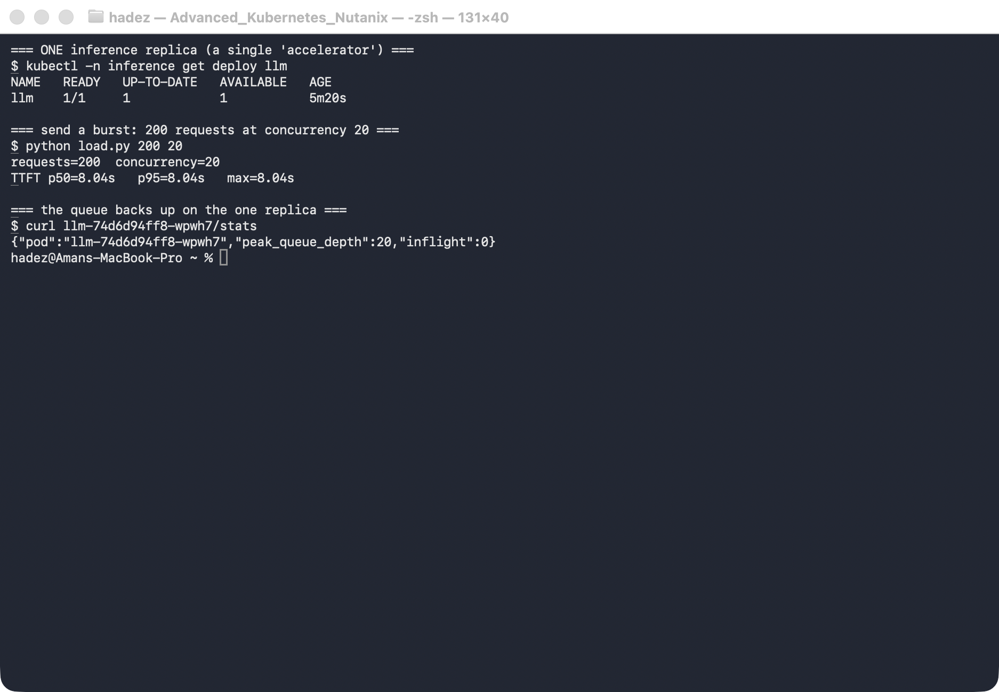 hadez — Advanced_Kubernetes_Nutanix — -zsh — 131×40
=== ONE inference replica (a single 'accelerator') ===
$ kubectl -n inference get deploy llm
NAME   READY   UP-TO-DATE   AVAILABLE   AGE
llm    1/1     1            1           5m20s
=== send a burst: 200 requests at concurrency 20 ===
$ python load.py 200 20
requests=200  concurrency=20
TTFT p50=8.04s   p95=8.04s   max=8.04s
=== the queue backs up on the one replica ===
$ curl llm-74d6d94ff8-wpwh7/stats
{"pod":"llm-74d6d94ff8-wpwh7","peak_queue_depth":20,"inflight":0}
hadez@Amans-MacBook-Pro ~ %